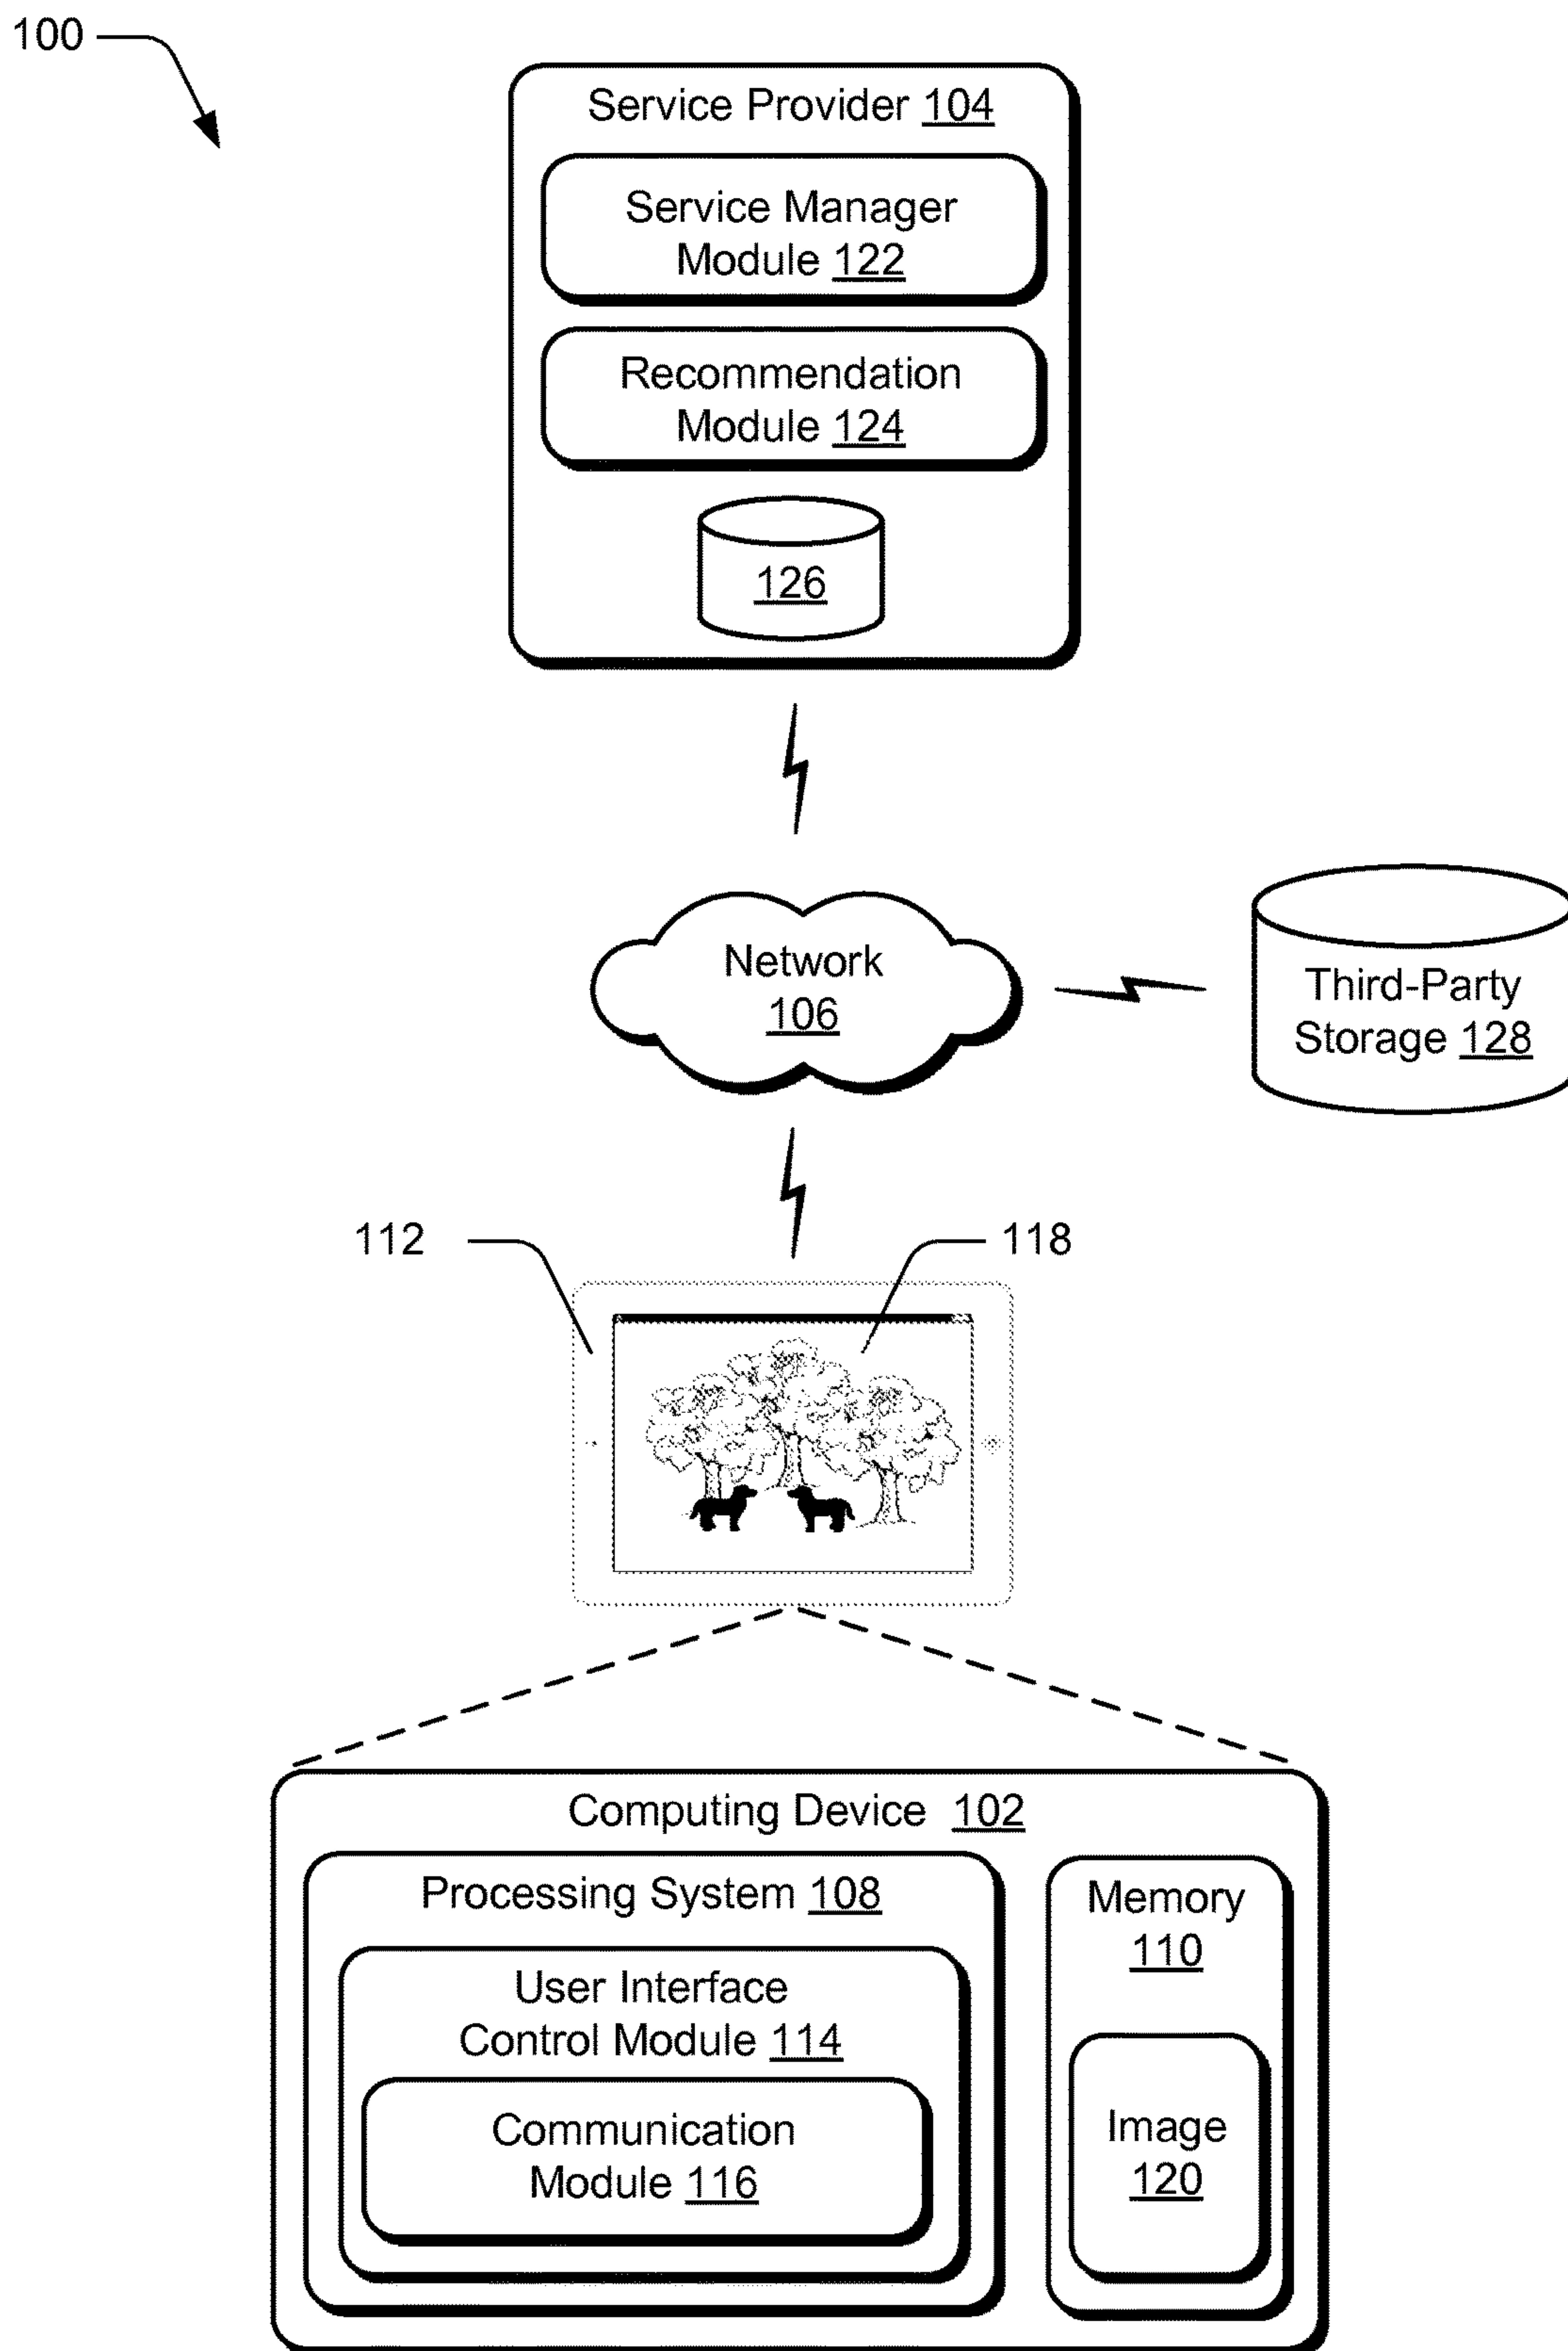 100
Service Provider 104
Service Manager
Module 122
Recommendation
Module 124
126
Network
106
Third-Party
Storage 128
112
118
Computing Device 102
Processing System 108
User Interface
Control Module 114
Communication
Module 116
Memory
110
Image
120